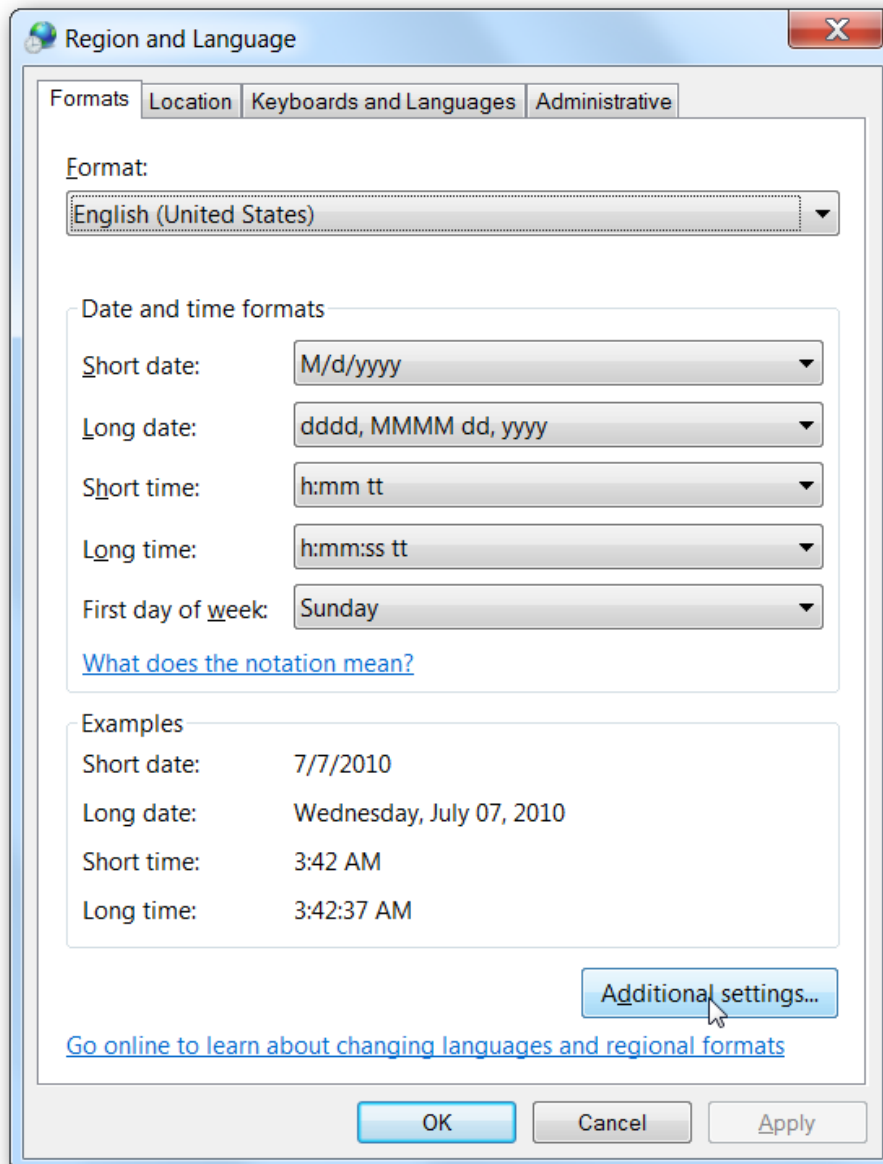 Region and Language
Formats Location Keyboards and Languages Administrative
Format:
English (United States)
Date and time formats
Short date: M/d/yyyy
Long date: dddd, MMMM dd, yyyy
Short time: h:mm tt
Long time: h:mm:ss tt
First day of week: Sunday
What does the notation mean?
Examples
Short date: 7/7/2010
Long date: Wednesday, July 07, 2010
Short time: 3:42 AM
Long time: 3:42:37 AM
Additional settings...
Go online to learn about changing languages and regional formats
OK Cancel Apply